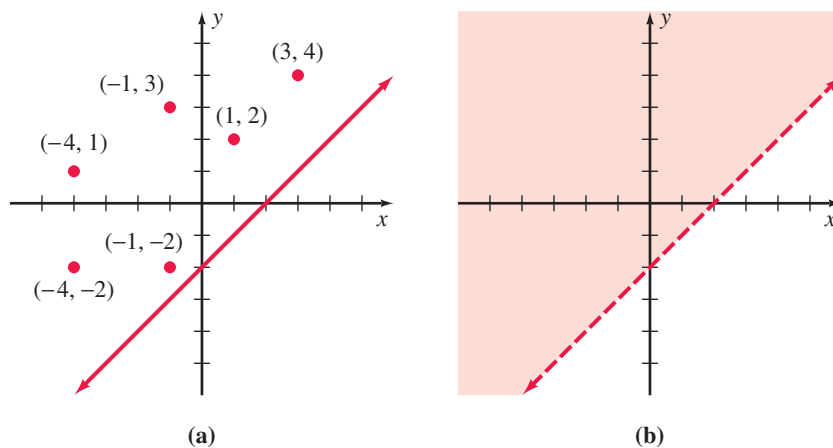 y
(3, 4)
(−1, 3)
(1, 2)
(−4, 1)
x
(−1, −2)
(−4, −2)
(a)
y
x
(b)